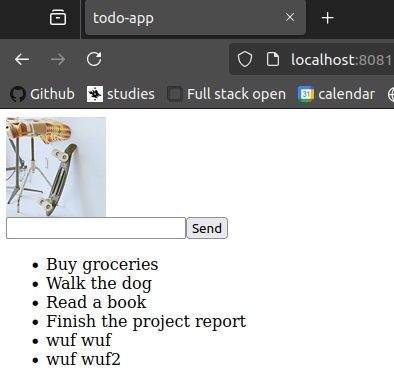 todo-app
localhost:8081
Github studies Full stack open 31 calendar
Send
Buy groceries
Walk the dog
Read a book
Finish the project report
wuf wuf
wuf wuf2